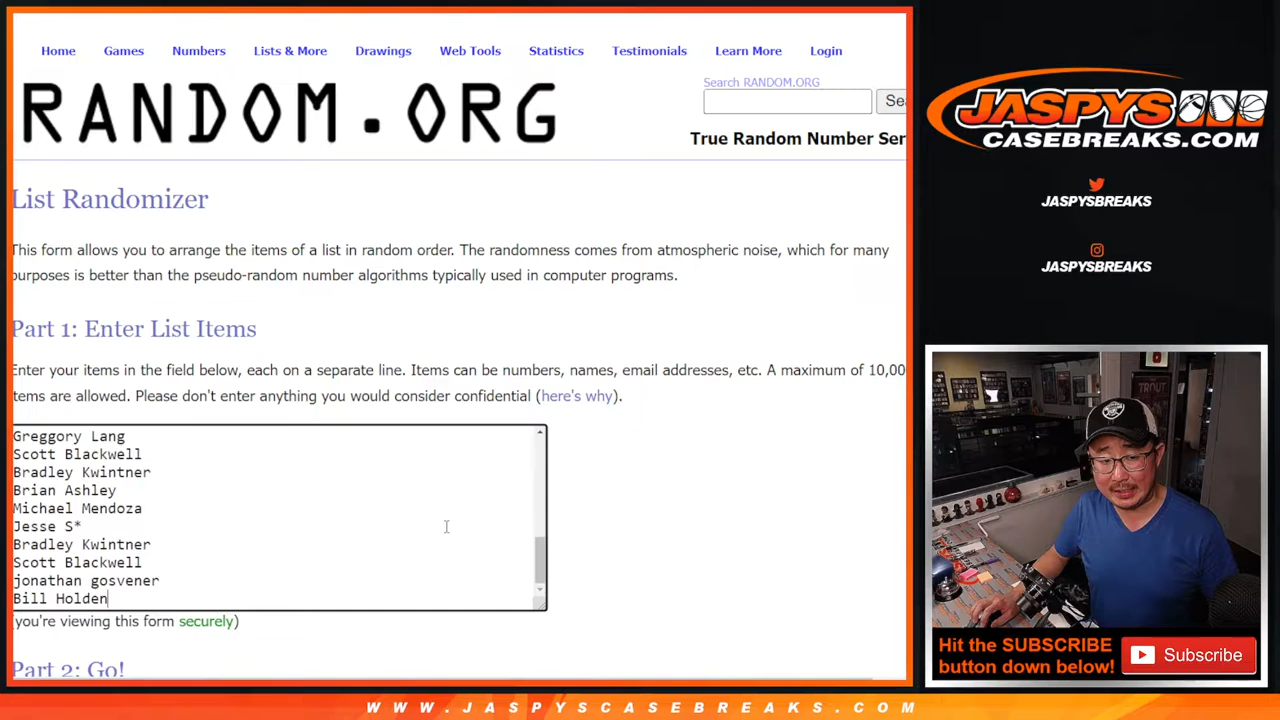 Home Games Numbers Lists & More Drawings Web Tools Statistics Testimonials Learn More Login
RANDOM.ORG
Search RANDOM.ORG
Sea
True Random Number Ser
List Randomizer
This form allows you to arrange the items of a list in random order. The randomness comes from atmospheric noise, which for many
purposes is better than the pseudo-random number algorithms typically used in computer programs.
Part 1: Enter List Items
Enter your items in the field below, each on a separate line. Items can be numbers, names, email addresses, etc. A maximum of 10,00
items are allowed. Please don't enter anything you would consider confidential (here's why).
Greggory Lang
Scott Blackwell
Bradley Kwintner
Brian Ashley
Michael Mendoza
Jesse S*
Bradley Kwintner
Scott Blackwell
jonathan gosvener
Bill Holden
(you're viewing this form securely)
Part 2: Go!
JASPYS
CASEBREAKS.COM
JASPYSBREAKS
JASPYSBREAKS
TROUT
Hit the SUBSCRIBE
button down below!
Subscribe
WWW.JASPYSCASEBREAKS.COM